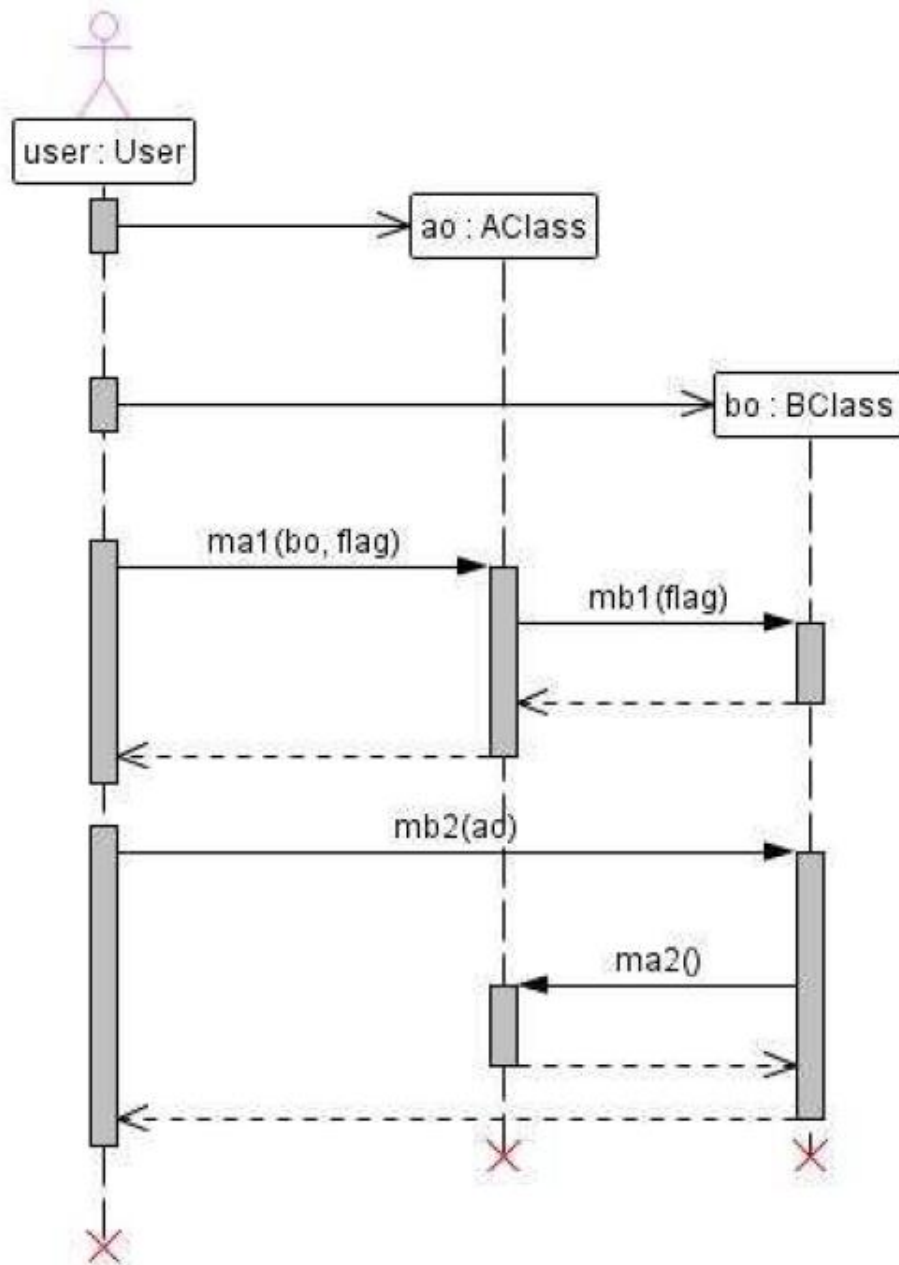 user : User
ao : AClass
bo : BClass
ma1(bo, flag)
mb1(flag)
mb2(ao)
ma2()